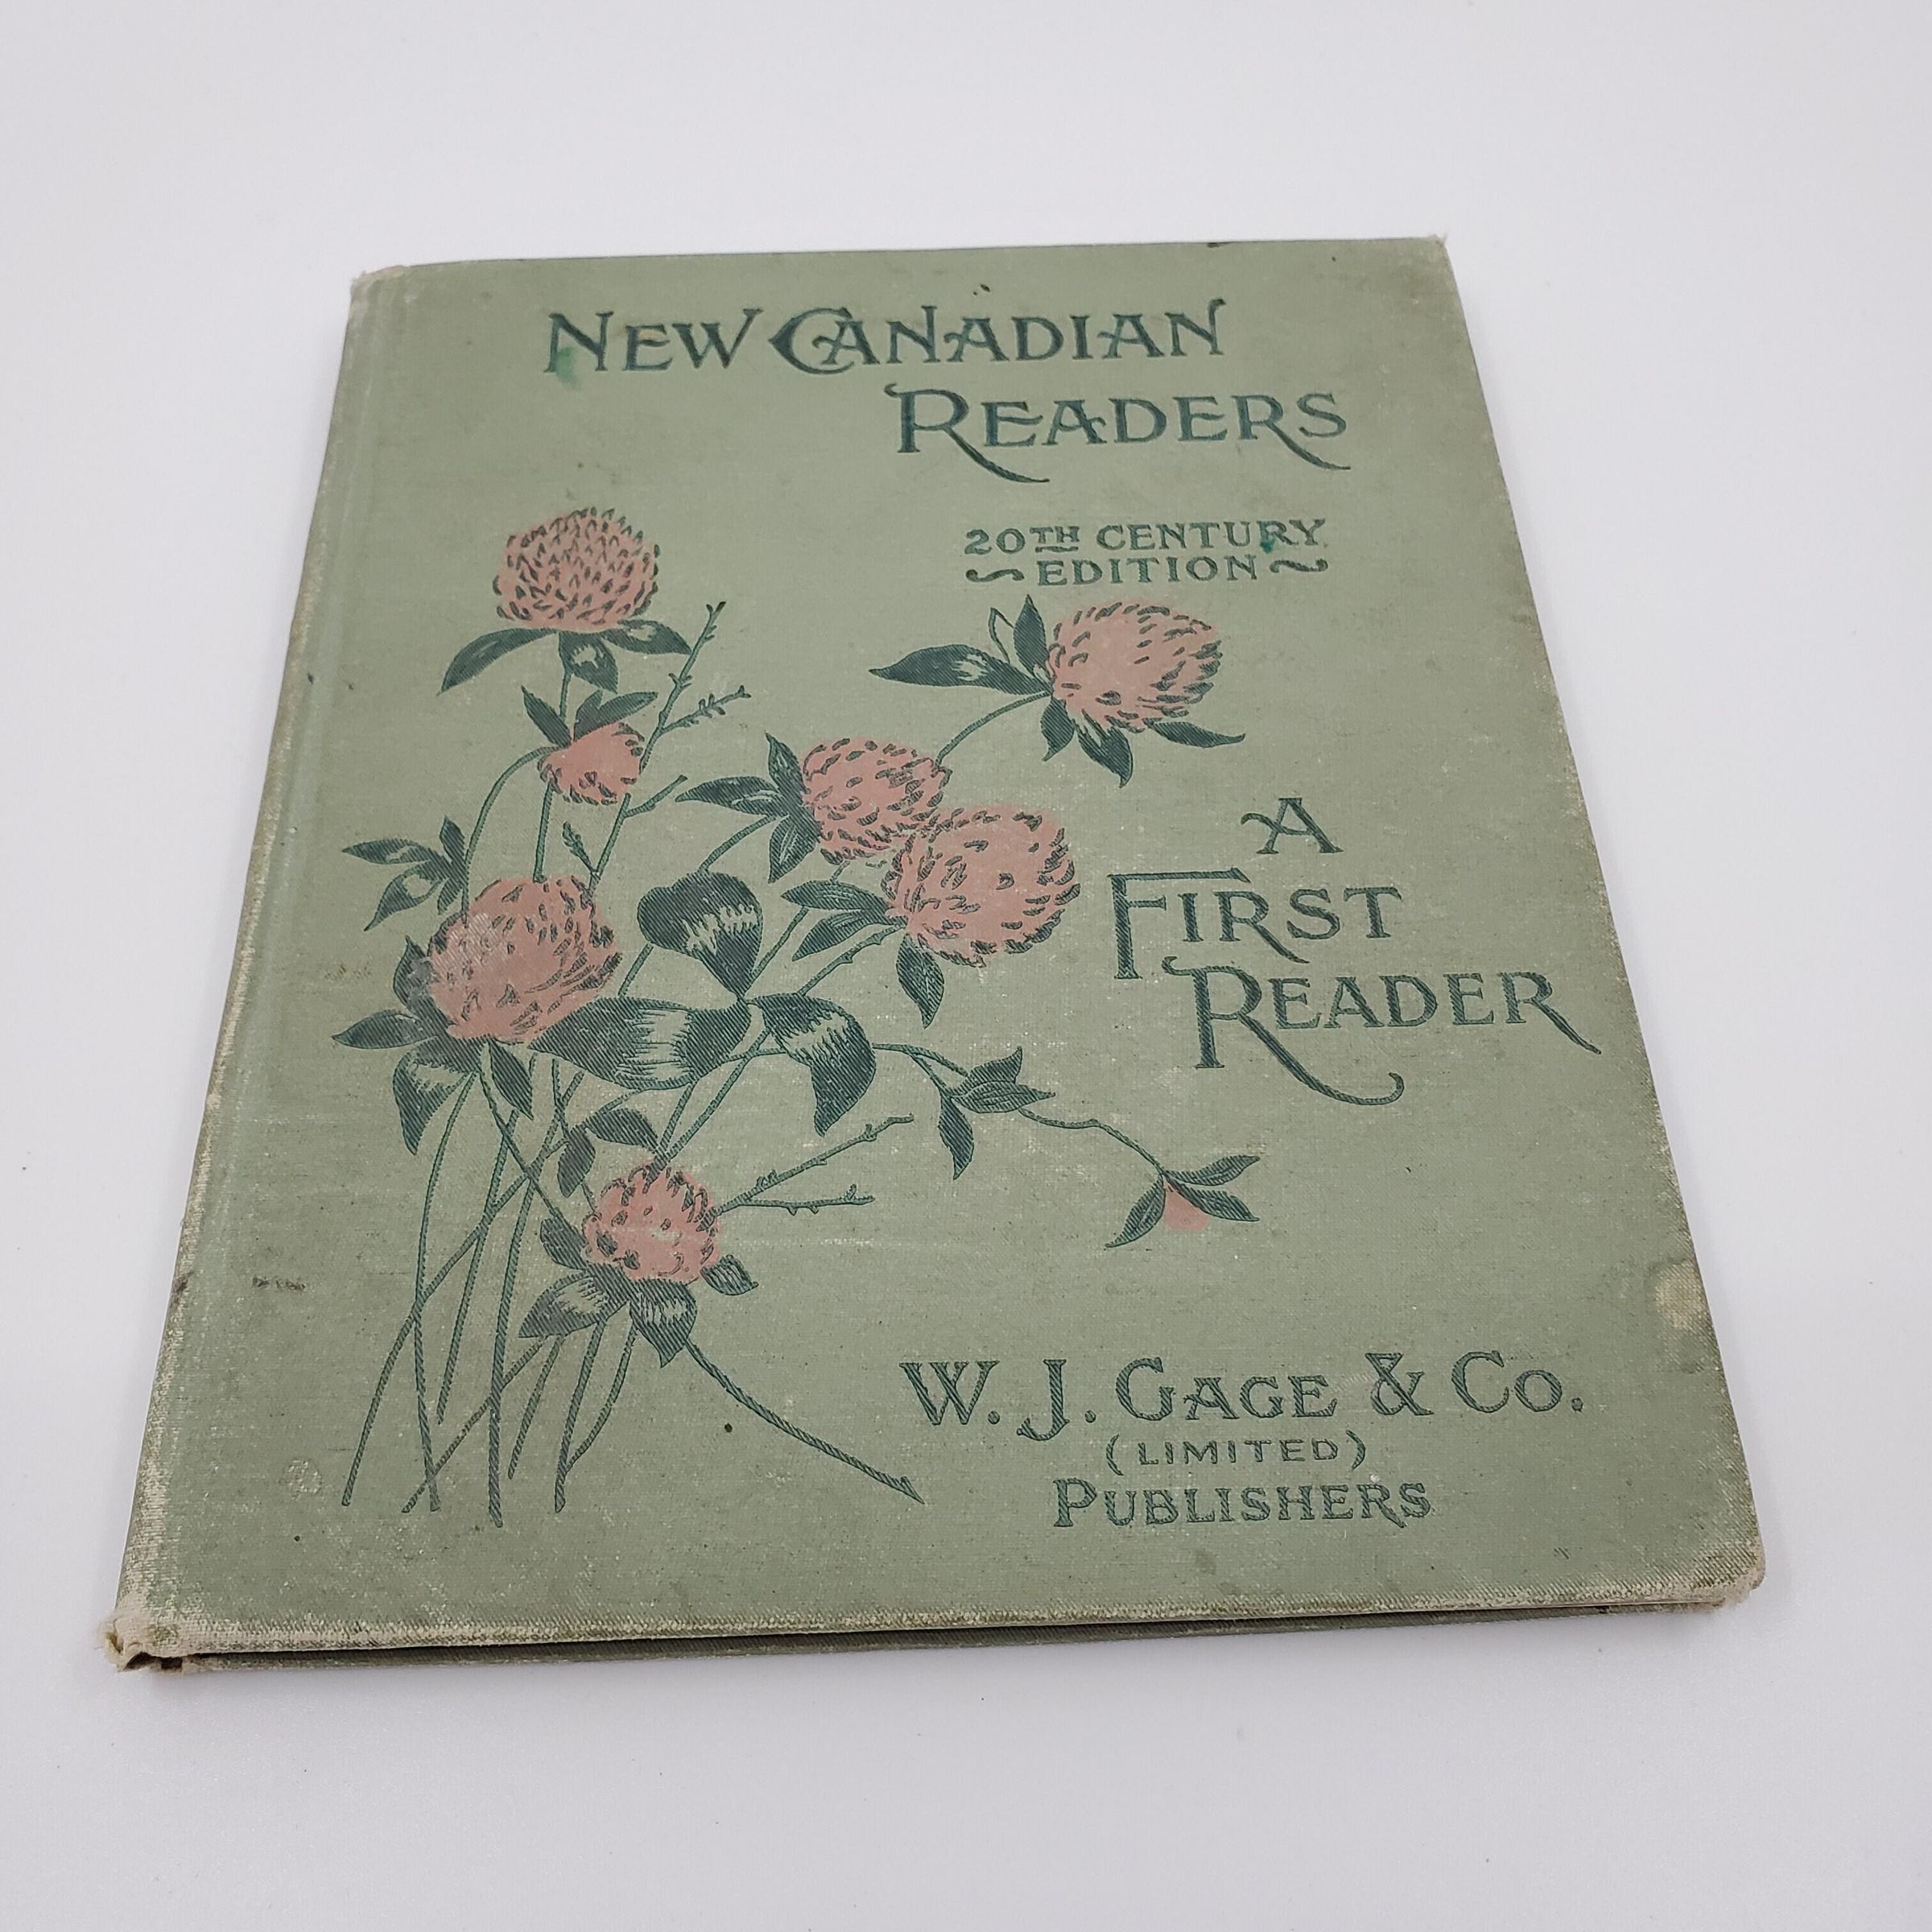 NEW CANADIAN
READERS
20TH CENTURY
EDITION
A
FIRST
READER
W. J. GAGE & CO.
(LIMITED)
PUBLISHERS